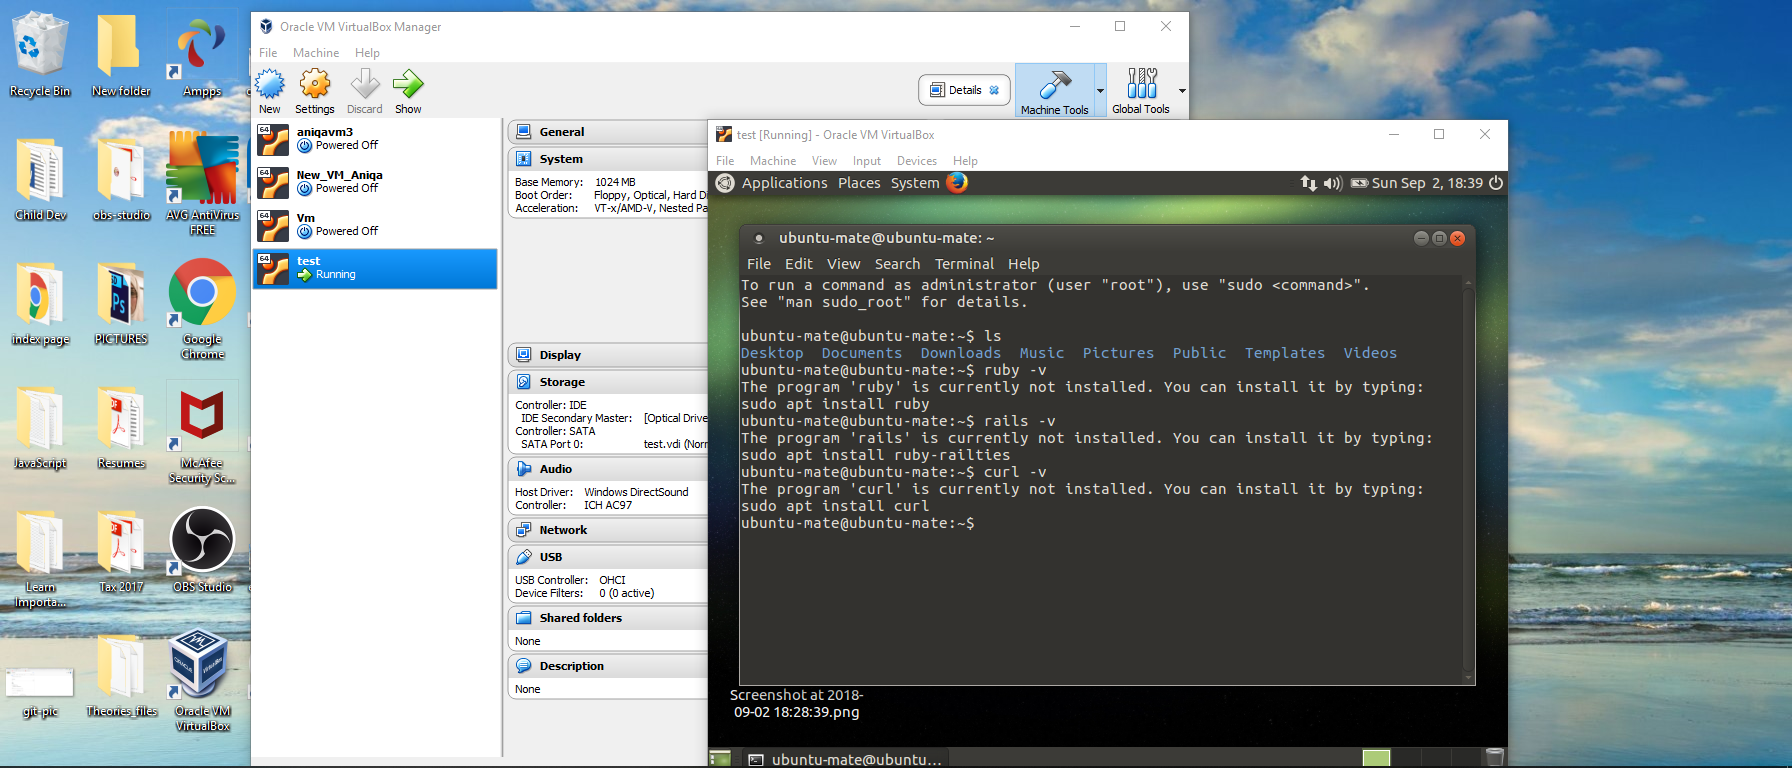 Recycle Bin
New folder
Ampps
Child Dev
obs-studio
AVG AntiVirus
FREE
index page
PICTURES
Google
Chrome
JavaScript
Resumes
McAfee
Security Sc...
Learn
Importa...
Tax 2017
OBS Studio
git-pic
Theories_files
Oracle VM
VirtualBox
Oracle VM VirtualBox Manager
File Machine Help
New Settings Discard Show
Details
Machine Tools
Global Tools
64 aniqavm3
Powered Off
64 New_VM_Aniqa
Powered Off
64 Vm
Powered Off
64 test
Running
General
System
Base Memory: 1024 MB
Boot Order: Floppy, Optical, Hard Di
Acceleration: VT-x/AMD-V, Nested Pa
Display
Storage
Controller: IDE
IDE Secondary Master: [Optical Drive
Controller: SATA
SATA Port 0: test.vdi (Norr
Audio
Host Driver: Windows DirectSound
Controller: ICH AC97
Network
USB
USB Controller: OHCI
Device Filters: 0 (0 active)
Shared folders
None
Description
None
test [Running] - Oracle VM VirtualBox
File Machine View Input Devices Help
Applications Places System
Sun Sep 2, 18:39
ubuntu-mate@ubuntu-mate: ~
File Edit View Search Terminal Help
To run a command as administrator (user "root"), use "sudo <command>".
See "man sudo_root" for details.
ubuntu-mate@ubuntu-mate:~$ ls
Desktop Documents Downloads Music Pictures Public Templates Videos
ubuntu-mate@ubuntu-mate:~$ ruby -v
The program 'ruby' is currently not installed. You can install it by typing:
sudo apt install ruby
ubuntu-mate@ubuntu-mate:~$ rails -v
The program 'rails' is currently not installed. You can install it by typing:
sudo apt install ruby-railties
ubuntu-mate@ubuntu-mate:~$ curl -v
The program 'curl' is currently not installed. You can install it by typing:
sudo apt install curl
ubuntu-mate@ubuntu-mate:~$
Screenshot at 2018-
09-02 18:28:39.png
ubuntu-mate@ubuntu...